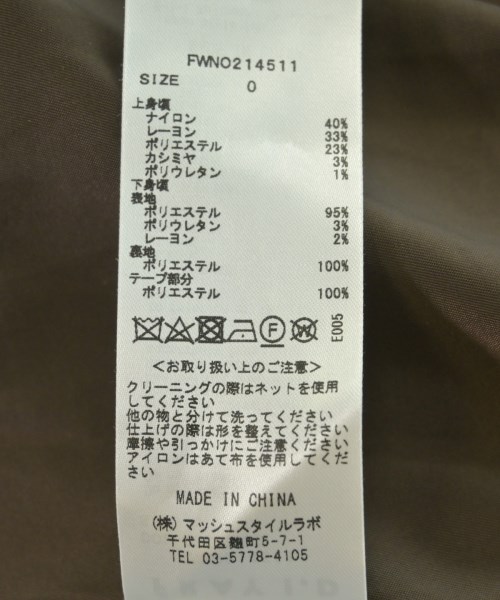 FWNO214511
SIZE 0
上身頃
ナイロン 40%
レーヨン 33%
ポリエステル 23%
カシミヤ 3%
ポリウレタン 1%
下身頃
表地
ポリエステル 95%
ポリウレタン 3%
レーヨン 2%
裏地
ポリエステル 100%
テープ部分
ポリエステル 100%
F W E005
＜お取り扱い上のご注意＞
クリーニングの際はネットを使用
してください
他の物と分けて洗ってください
仕上げの際は形を整えてください
摩擦や引っかけにご注意ください
アイロンはあて布を使用してくだ
さい
MADE IN CHINA
(株) マッシュスタイルラボ
千代田区麹町5-7-1
TEL 03-5778-4105